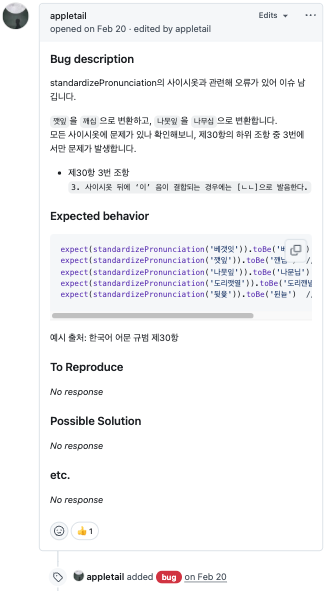 appletail
Edits
opened on Feb 20 · edited by appletail
Bug description
standardizePronunciation의 사이시옷과 관련해 오류가 있어 이슈 남
깁니다.
깻잎 을 깨십 으로 변환하고, 나뭇잎 을 나무십 으로 변환합니다.
모든 사이시옷에 문제가 있나 확인해보니, 제30항의 하위 조항 중 3번에
서만 문제가 발생합니다.
제30항 3번 조항
3. 사이시옷 뒤에 ‘이’ 음이 결합되는 경우에는 [ㄴㄴ]으로 발음한다.
Expected behavior
expect(standardizePronunciation('베갯잇')).toBe('
expect(standardizePronunciation('깻잎')).toBe('깬닙') //
expect(standardizePronunciation('나뭇잎')).toBe('나문닙')
expect(standardizePronunciation('도리깻열')).toBe('도리깬녈
expect(standardizePronunciation('뒷윷')).toBe('뒨뉻') //
예시 출처: 한국어 어문 규범 제30항
To Reproduce
No response
Possible Solution
No response
etc.
No response
👍 1
appletail added bug on Feb 20